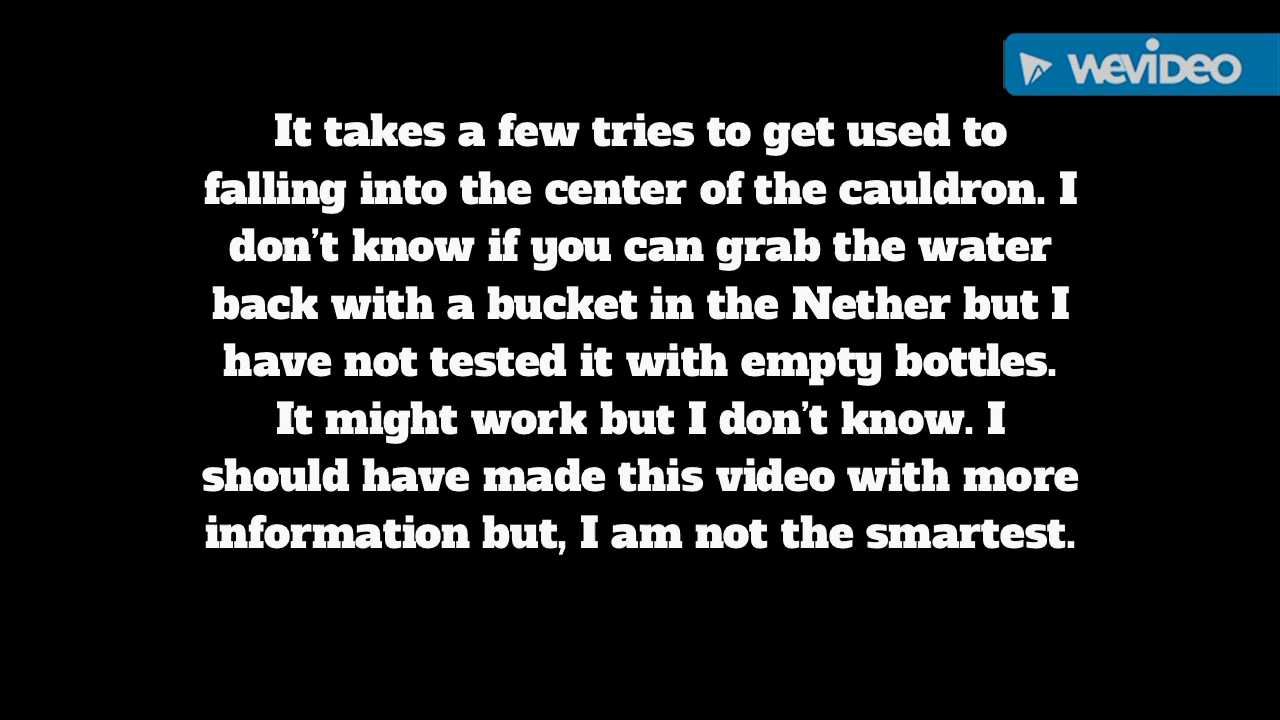 WEVIDEO
It takes a few tries to get used to
falling into the center of the cauldron. I
don't know if you can grab the water
back with a bucket in the Nether but I
have not tested it with empty bottles.
It might work but I don't know. I
should have made this video with more
information but, I am not the smartest.